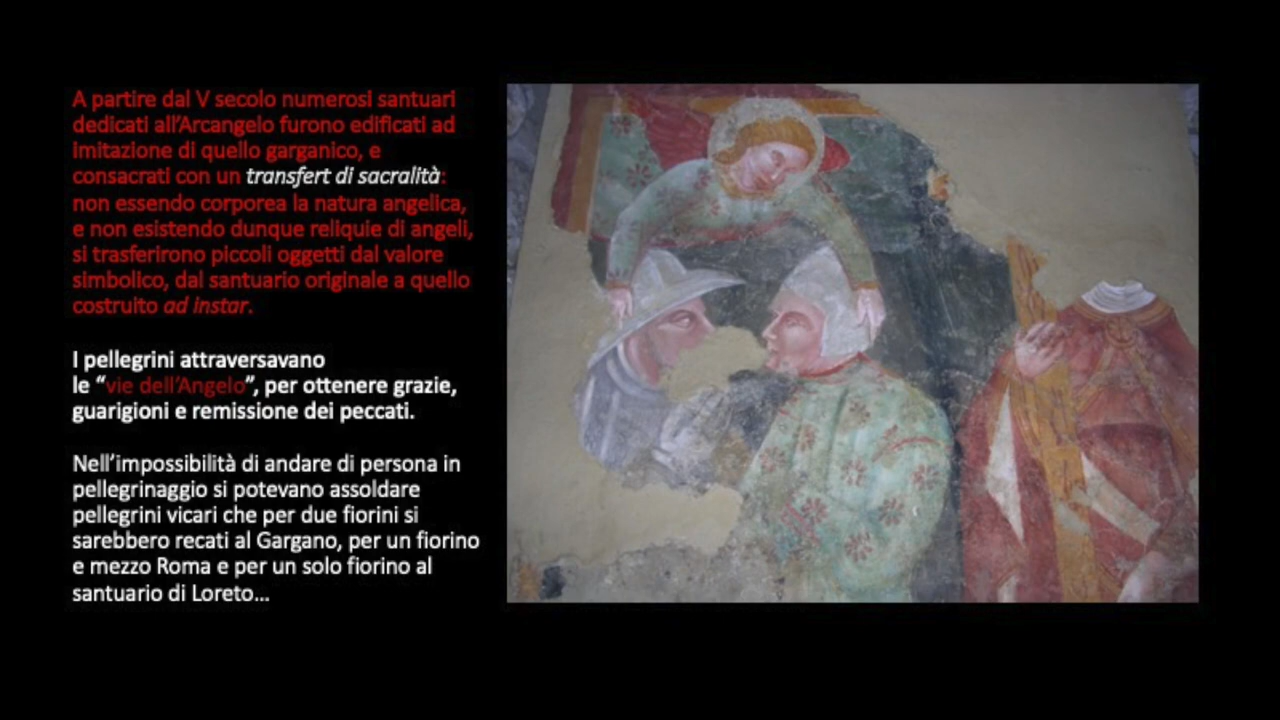 A partire dal V secolo numerosi santuari
dedicati all’Arcangelo furono edificati ad
imitazione di quello garganico, e
consacrati con un transfert di sacralità:
non essendo corporea la natura angelica,
e non esistendo dunque reliquie di angeli,
si trasferirono piccoli oggetti dal valore
simbolico, dal santuario originale a quello
costruito ad instar.
I pellegrini attraversavano
le “vie dell’Angelo”, per ottenere grazie,
guarigioni e remissione dei peccati.
Nell’impossibilità di andare di persona in
pellegrinaggio si potevano assoldare
pellegrini vicari che per due fiorini si
sarebbero recati al Gargano, per un fiorino
e mezzo Roma e per un solo fiorino al
santuario di Loreto…